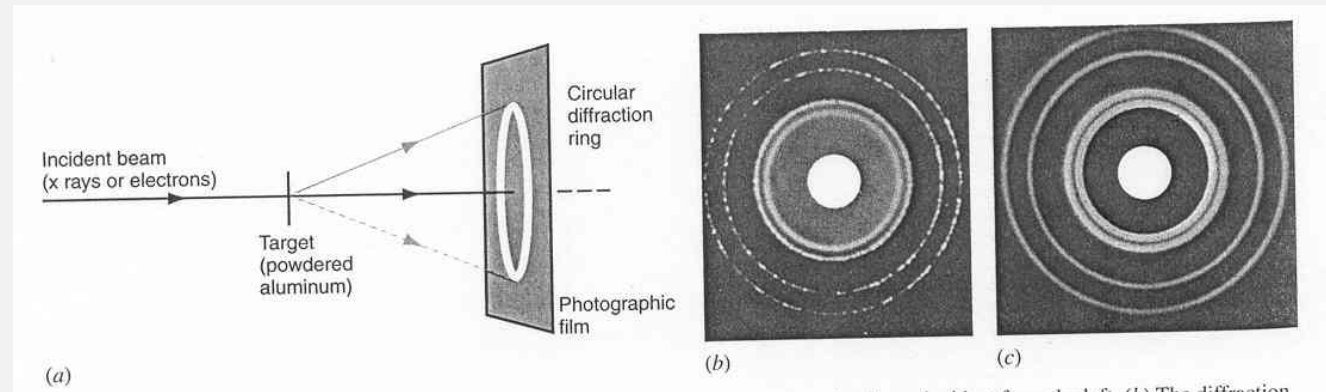 Incident beam
(x rays or electrons)
Target
(powdered
aluminum)
Circular
diffraction
ring
Photographic
film
(a)
(b)
(c)